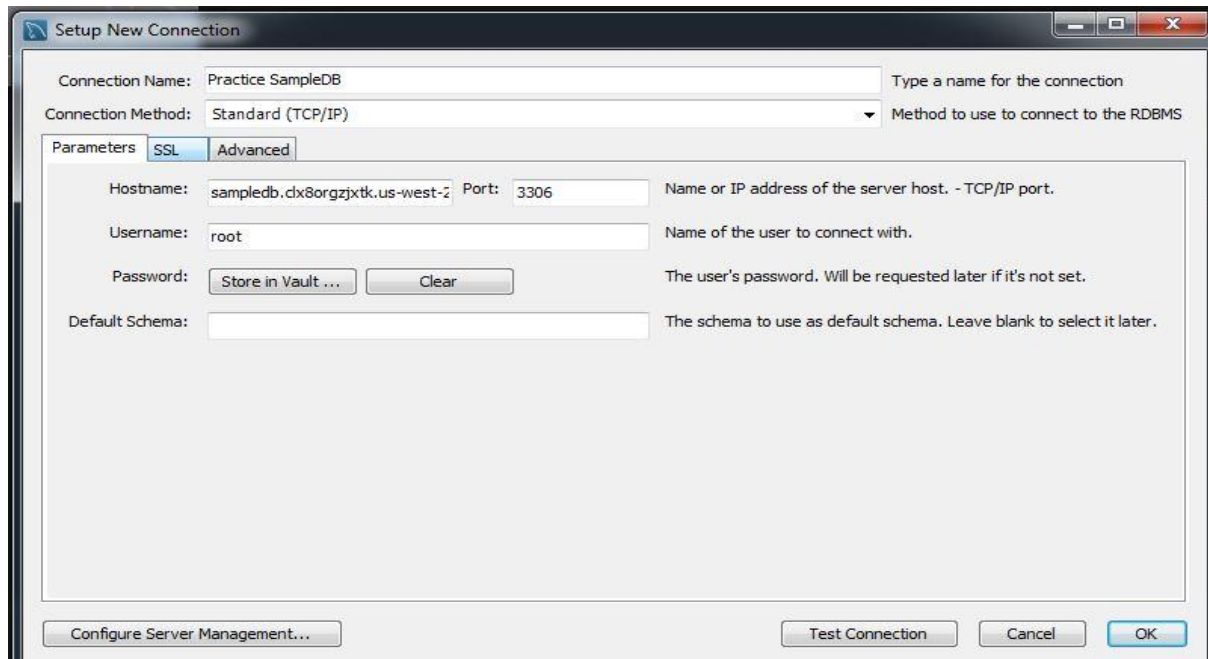 Setup New Connection
Connection Name: Practice SampleDB Type a name for the connection
Connection Method: Standard (TCP/IP) Method to use to connect to the RDBMS
Parameters SSL Advanced
Hostname: sampledb.clx8orgzjxtk.us-west-2 Port: 3306 Name or IP address of the server host. - TCP/IP port.
Username: root Name of the user to connect with.
Password: Store in Vault ... Clear The user's password. Will be requested later if it's not set.
Default Schema: The schema to use as default schema. Leave blank to select it later.
Configure Server Management... Test Connection Cancel OK